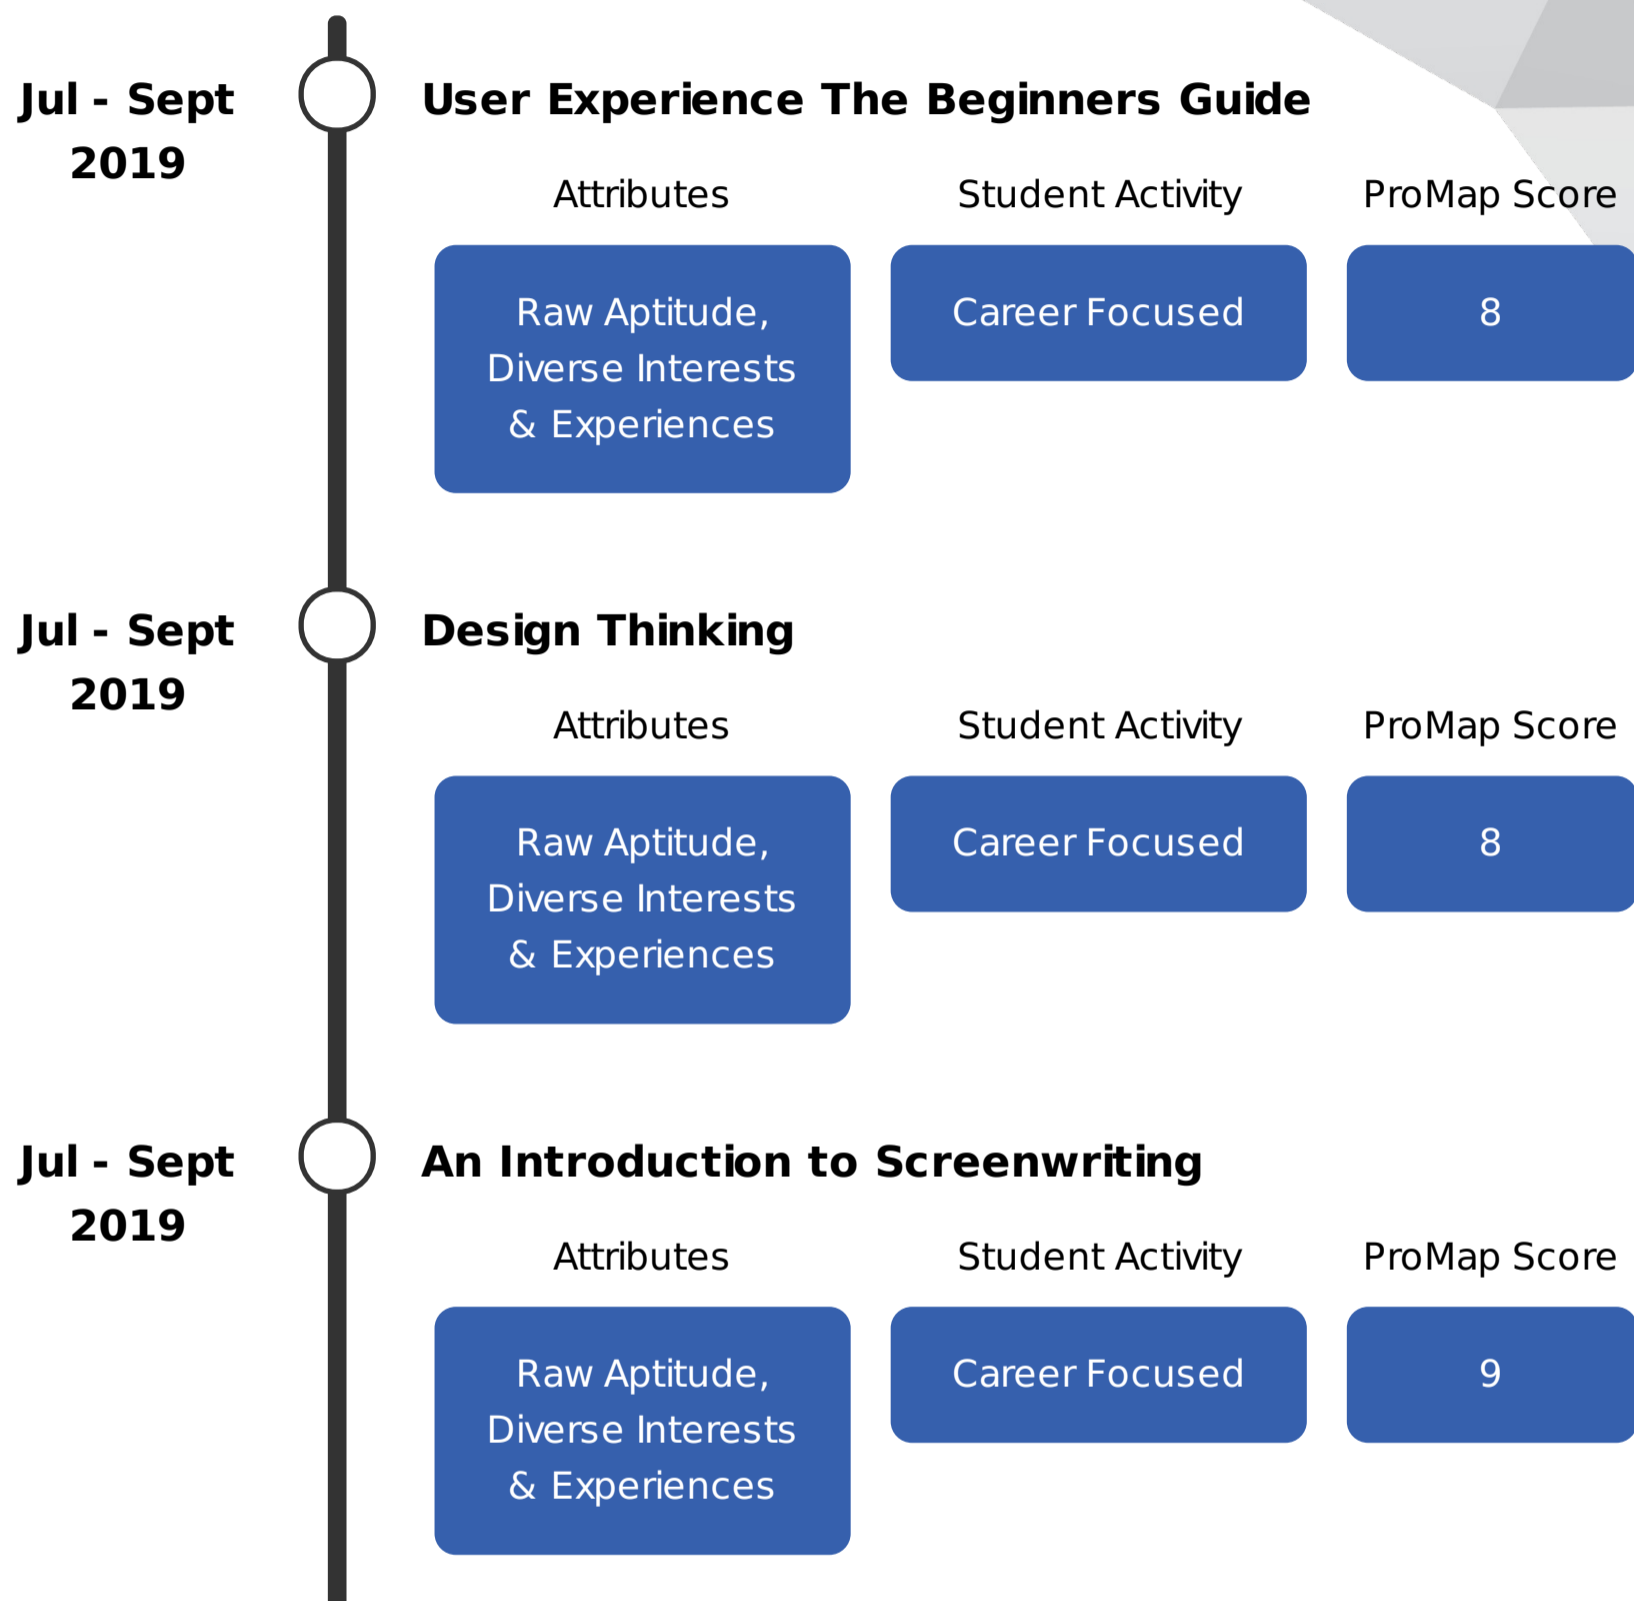 Jul - Sept
2019
User Experience The Beginners Guide
Attributes
Student Activity
ProMap Score
Raw Aptitude,
Diverse Interests
& Experiences
Career Focused
8
Jul - Sept
2019
Design Thinking
Attributes
Student Activity
ProMap Score
Raw Aptitude,
Diverse Interests
& Experiences
Career Focused
8
Jul - Sept
2019
An Introduction to Screenwriting
Attributes
Student Activity
ProMap Score
Raw Aptitude,
Diverse Interests
& Experiences
Career Focused
9